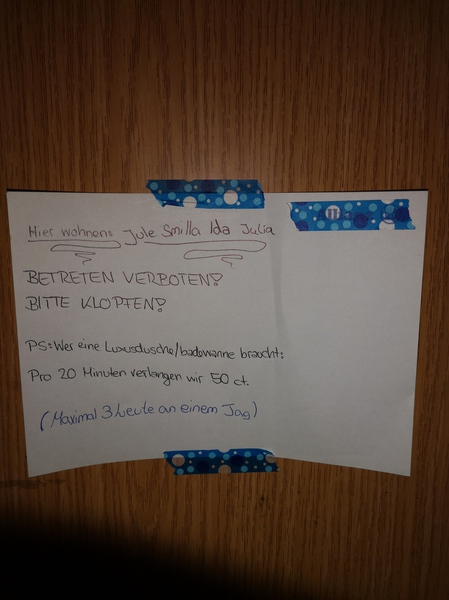 Hier wohnen: Jule Smilla Ida Julia
BETRETEN VERBOTEN!
BITTE KLOPFEN!
PS: Wer eine Luxusdusche/badewanne braucht:
Pro 20 Minuten verlangen wir 50 ct.
(Maximal 3 Leute an einem Tag)